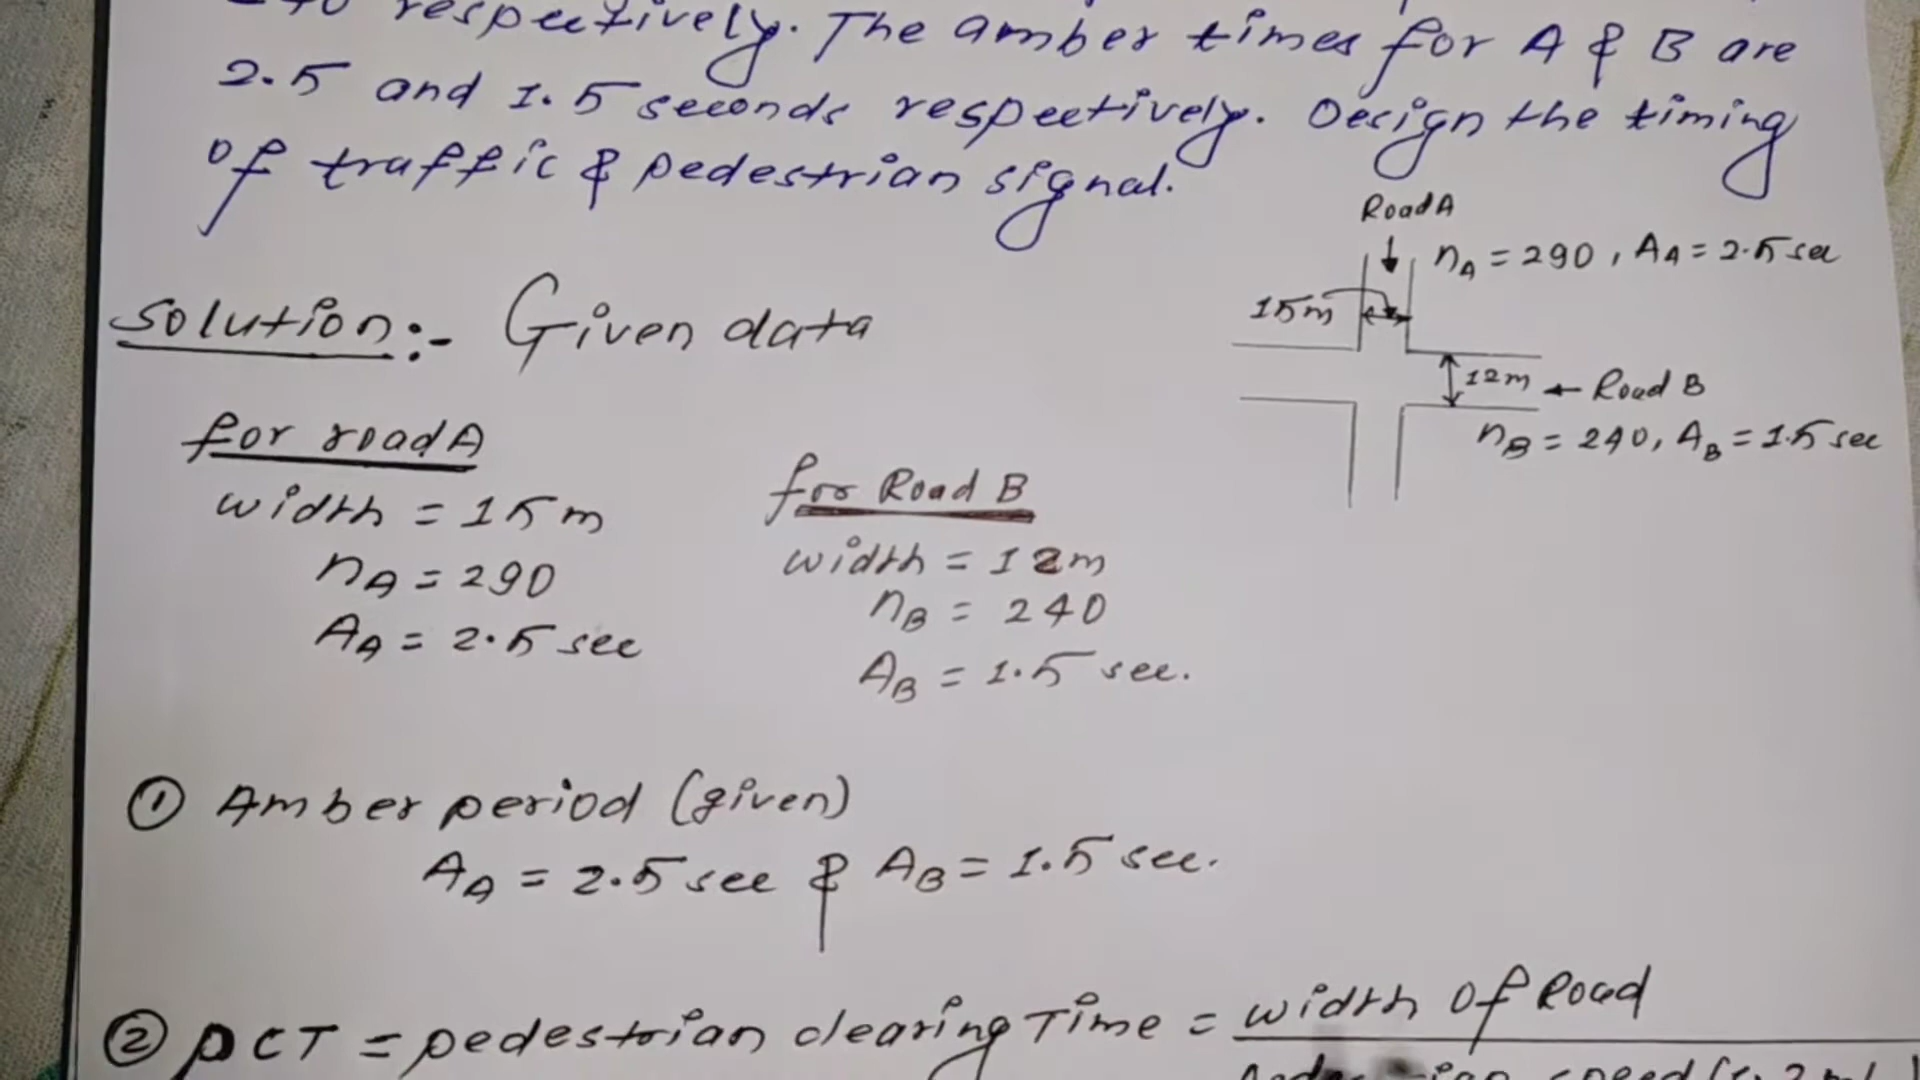 respectively. The amber times for A & B are
2.5 and 1.5 seconds respectively. Design the timing
of traffic & pedestrian signal.
Road A
nA = 290, AA = 2.5 sec
15m
12m ← Road B
nB = 240, AB = 1.5 sec
Solution:- Given data
for road A
width = 15m
nA = 290
AA = 2.5 sec
for Road B
width = 12m
nB = 240
AB = 1.5 sec.
① Amber period (given)
AA = 2.5 sec & AB = 1.5 sec.
② PCT = pedestrian clearing Time = width of Road